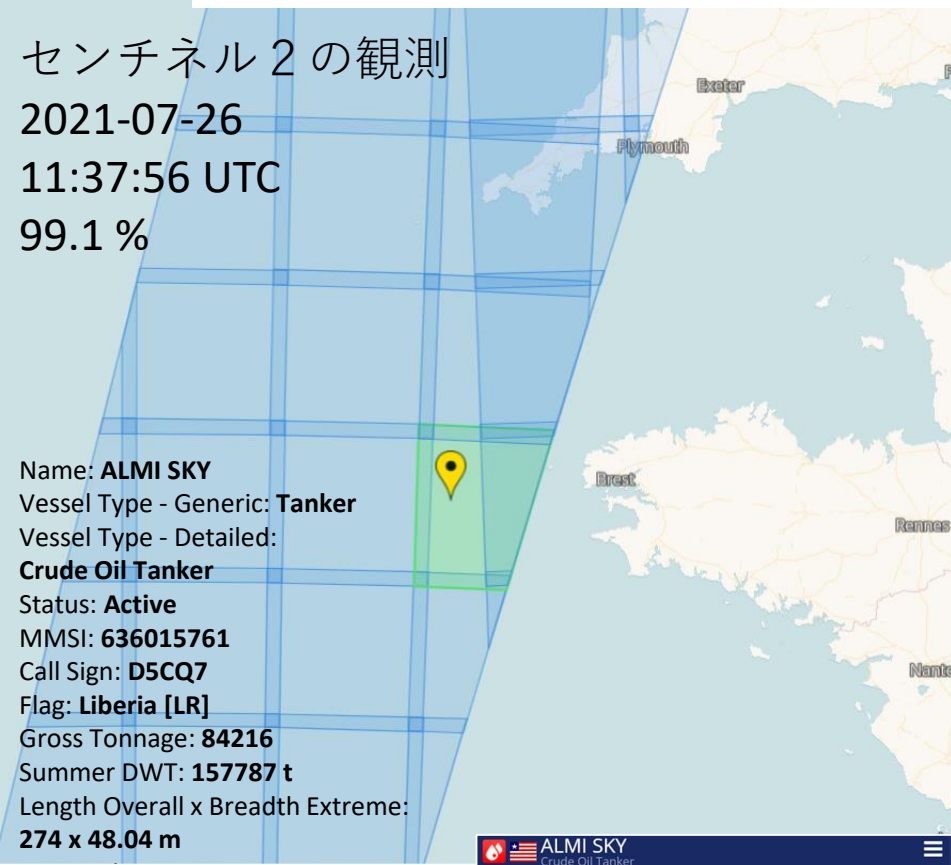 センチネル２の観測
2021-07-26
11:37:56 UTC
99.1 %
Exeter
Plymouth
Name: ALMI SKY
Vessel Type - Generic: Tanker
Vessel Type - Detailed:
Crude Oil Tanker
Status: Active
MMSI: 636015761
Call Sign: D5CQ7
Flag: Liberia [LR]
Gross Tonnage: 84216
Summer DWT: 157787 t
Length Overall x Breadth Extreme:
274 x 48.04 m
Brest
Rennes
ALMI SKY
Crude Oil Tanker